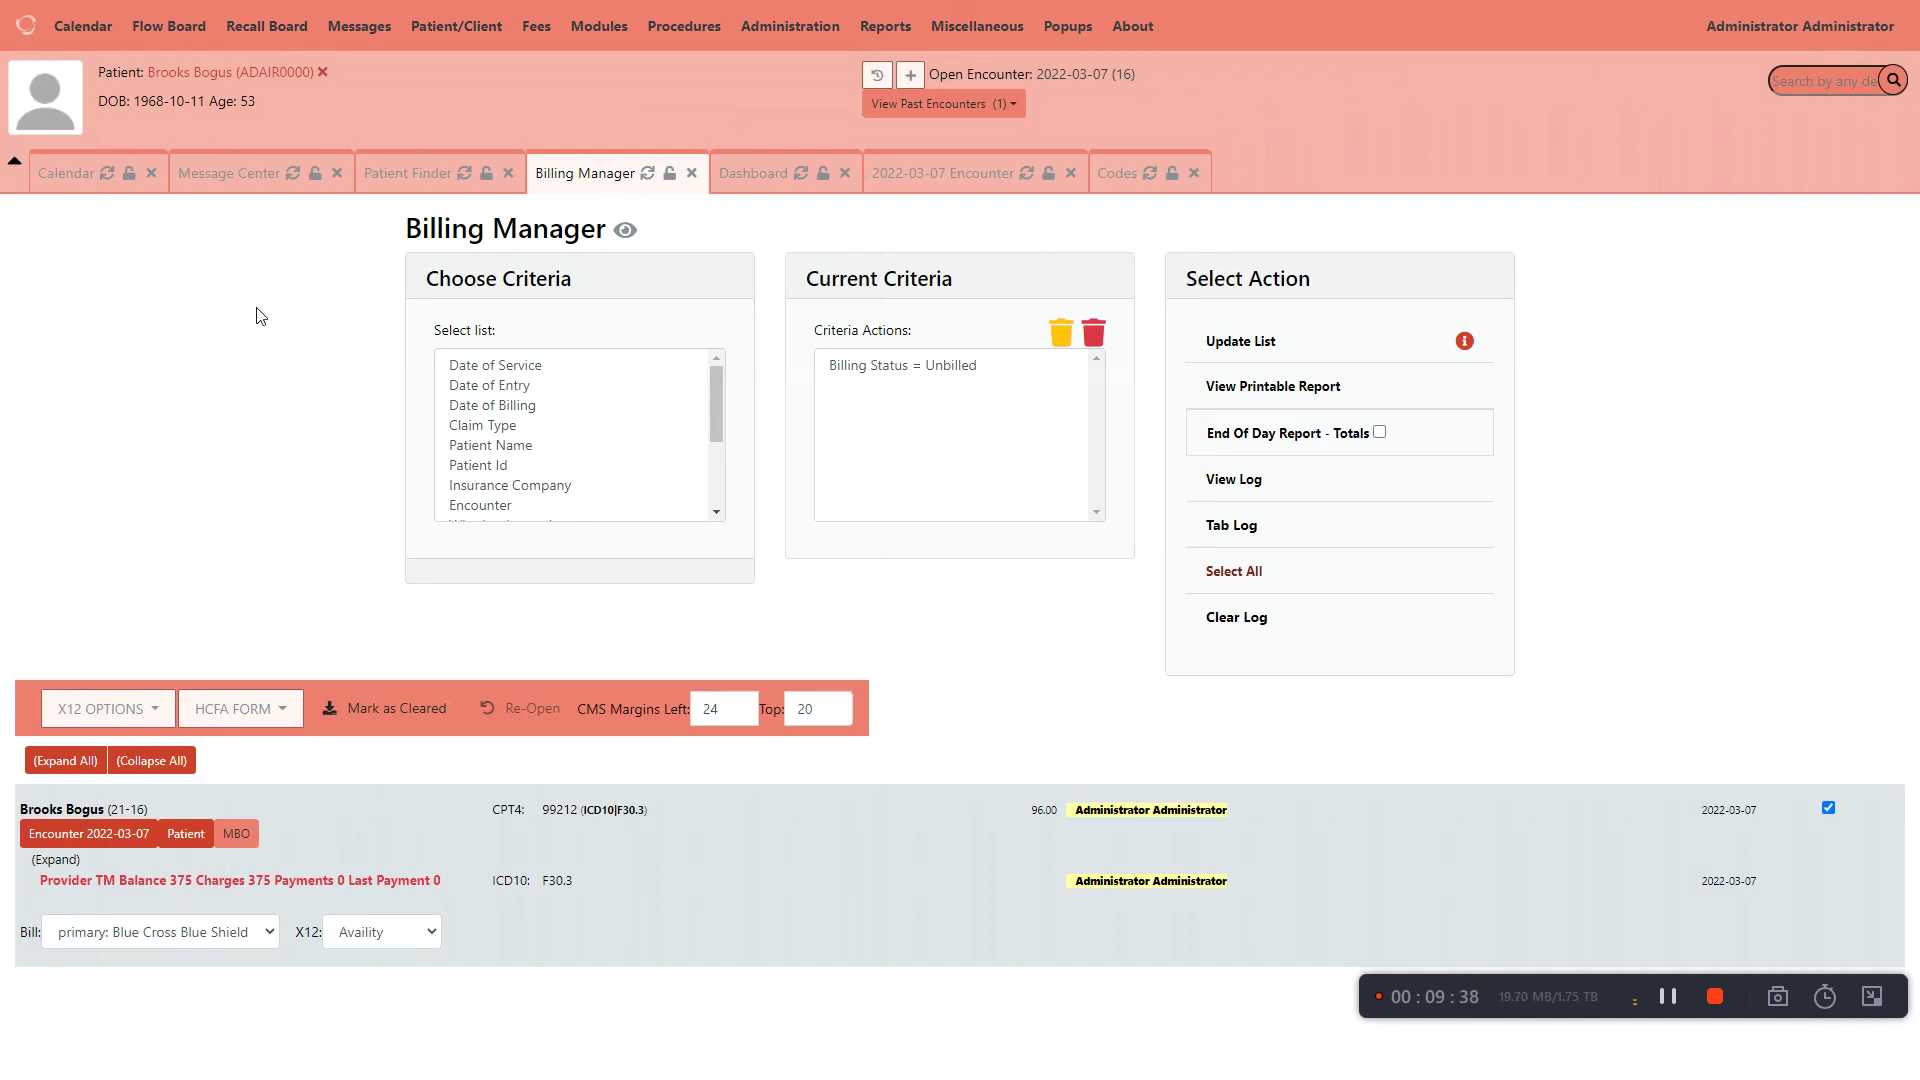 Calendar Flow Board Recall Board Messages Patient/Client Fees Modules Procedures Administration Reports Miscellaneous Popups About Administrator Administrator
Patient: Brooks Bogus (ADAIR0000)
DOB: 1968-10-11 Age: 53
Open Encounter: 2022-03-07 (16)
View Past Encounters (1)
Search by any de
Calendar Message Center Patient Finder Billing Manager Dashboard 2022-03-07 Encounter Codes
Billing Manager
Choose Criteria
Select list:
Date of Service
Date of Entry
Date of Billing
Claim Type
Patient Name
Patient Id
Insurance Company
Encounter
Current Criteria
Criteria Actions:
Billing Status = Unbilled
Select Action
Update List
View Printable Report
End Of Day Report - Totals
View Log
Tab Log
Select All
Clear Log
X12 OPTIONS HCFA FORM Mark as Cleared Re-Open CMS Margins Left: 24 Top: 20
(Expand All) (Collapse All)
Brooks Bogus (21-16) CPT4: 99212 (ICD10|F30.3) 96.00 Administrator Administrator 2022-03-07
Encounter 2022-03-07 Patient MBO
(Expand)
Provider TM Balance 375 Charges 375 Payments 0 Last Payment 0 ICD10: F30.3 Administrator Administrator 2022-03-07
Bill: primary: Blue Cross Blue Shield X12: Availity
00 : 09 : 38 19.70 MB/1.75 TB